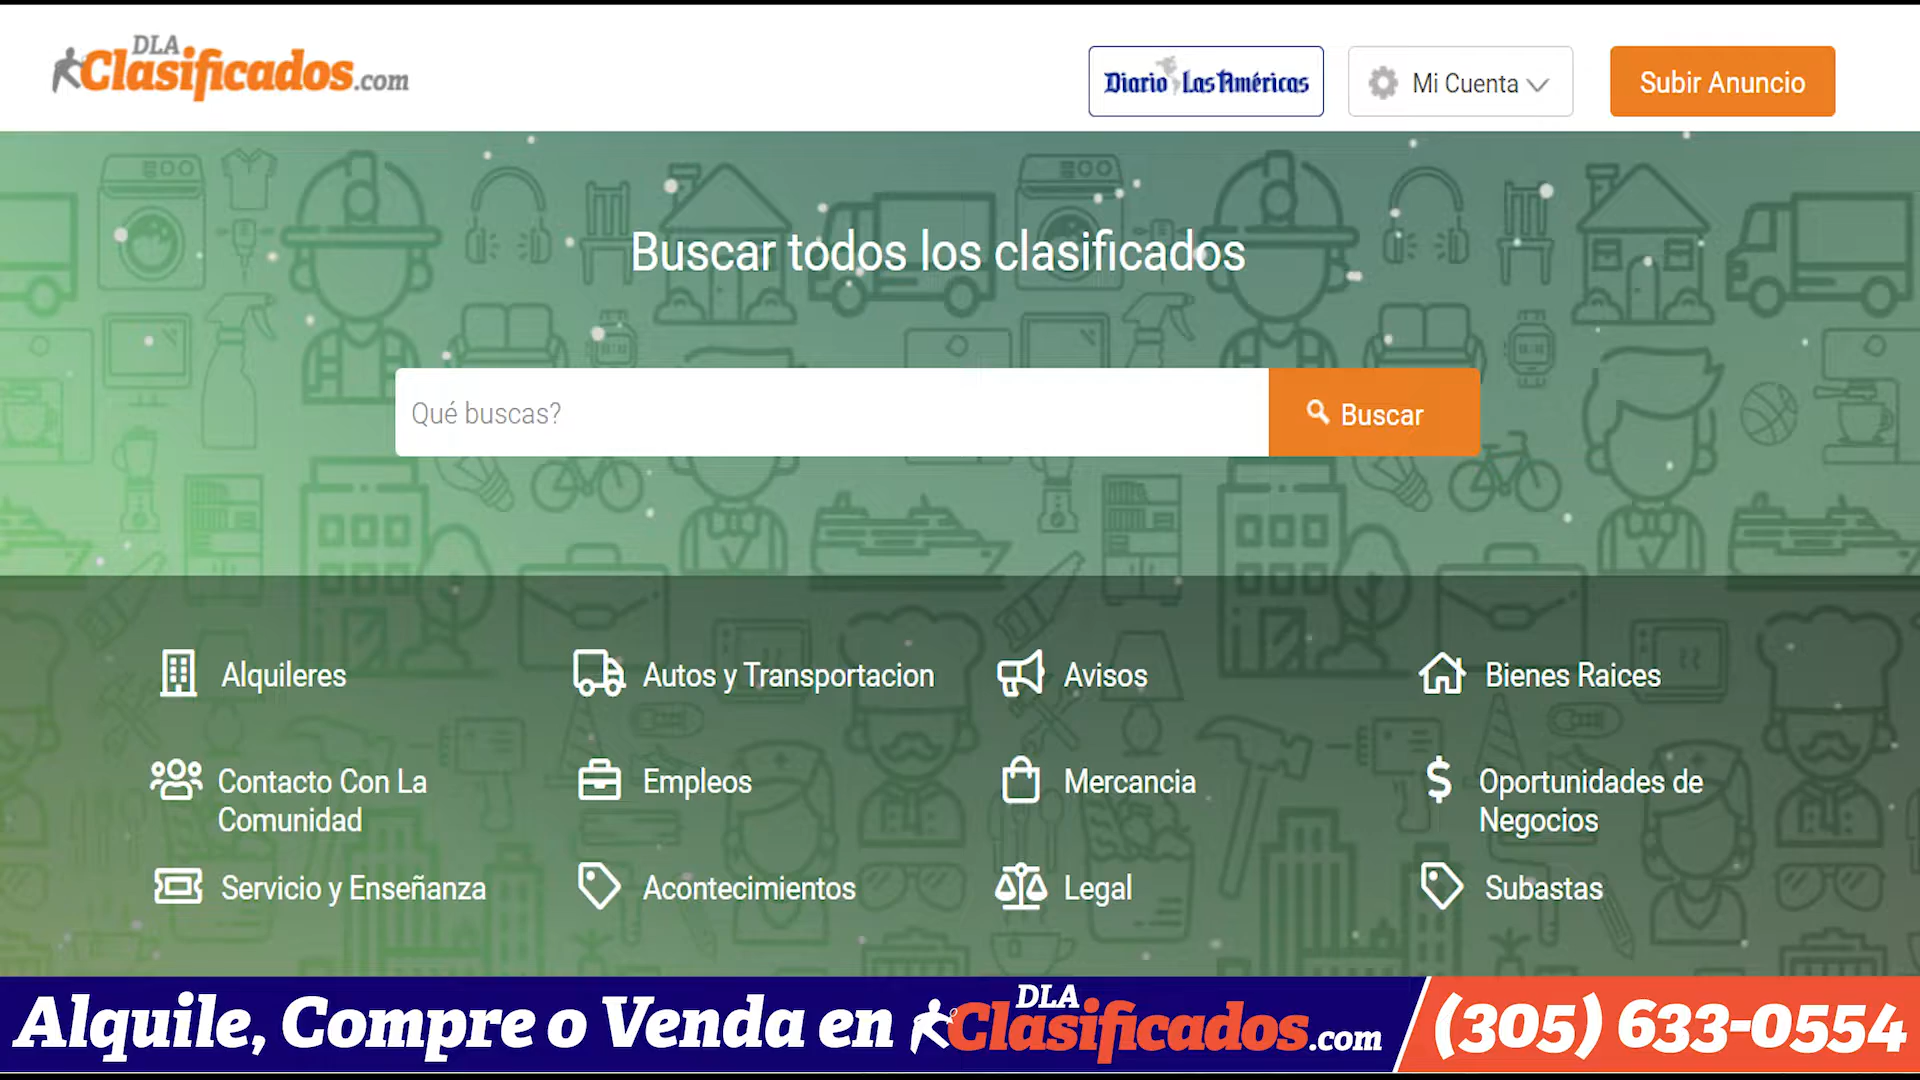 DLA
Clasificados.com
Diario Las Américas
Mi Cuenta
Subir Anuncio
Buscar todos los clasificados
Qué buscas?
Buscar
Alquileres
Autos y Transportacion
Avisos
Bienes Raices
Contacto Con La
Comunidad
Empleos
Mercancia
Oportunidades de
Negocios
Servicio y Enseñanza
Acontecimientos
Legal
Subastas
Alquile, Compre o Venda en DLA Clasificados.com
(305) 633-0554